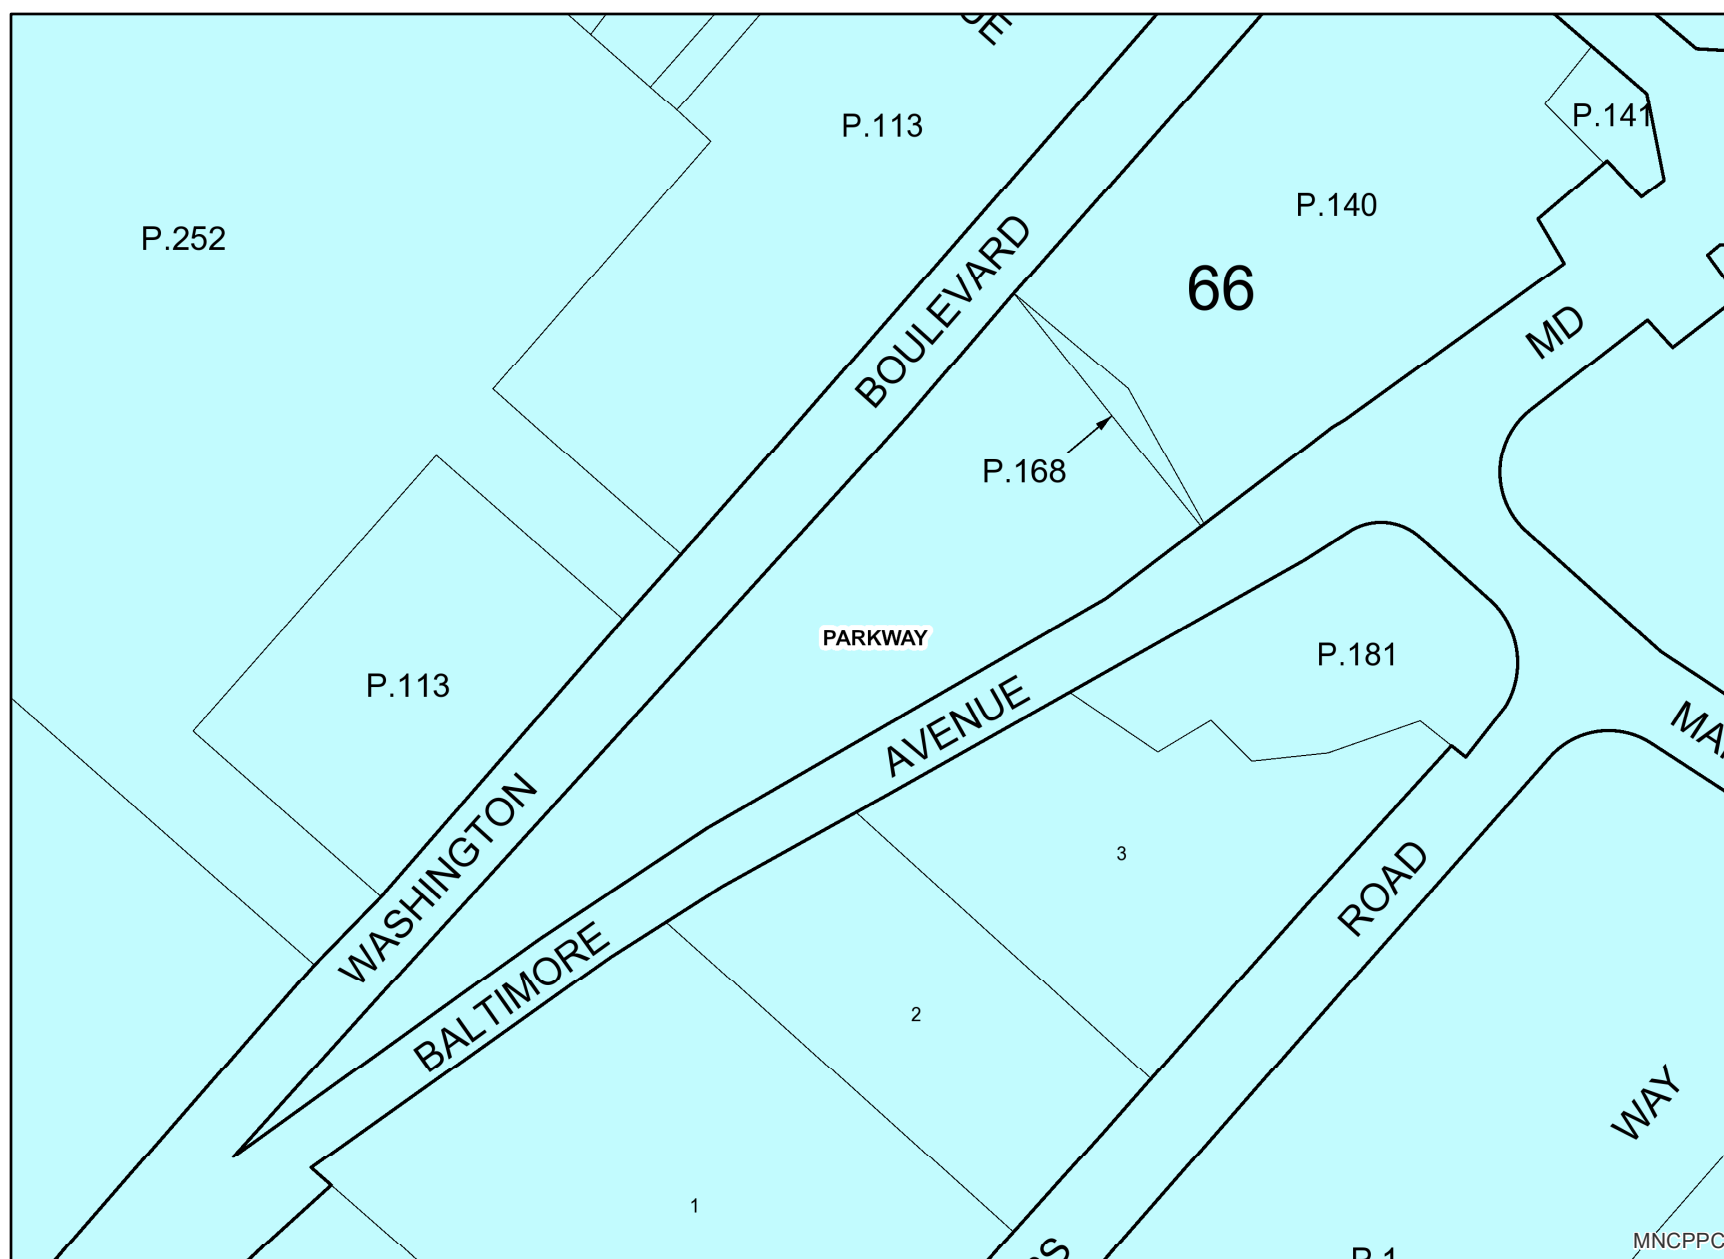 P.113
P.141
P.140
P.252
66
BOULEVARD
MD
P.168
PARKWAY
P.181
P.113
AVENUE
WASHINGTON
3
ROAD
BALTIMORE
2
WAY
1
P.1
MNCPPC